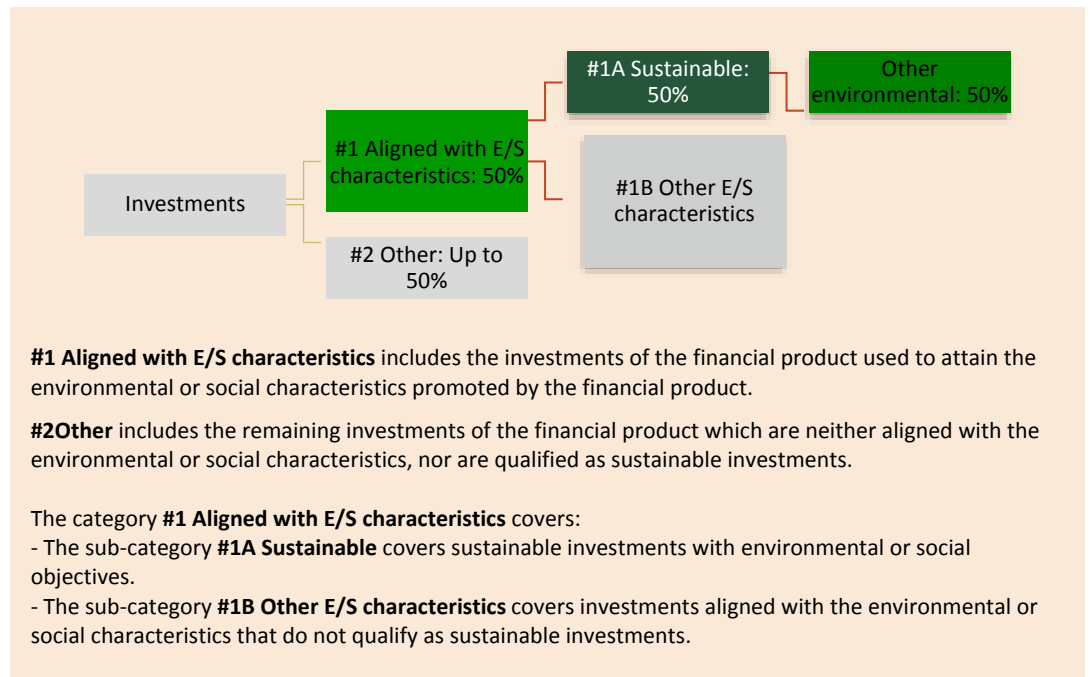 #1A Sustainable:
50%
Other
environmental: 50%
#1 Aligned with E/S
characteristics: 50%
#1B Other E/S
characteristics
Investments
#2 Other: Up to
50%
#1 Aligned with E/S characteristics includes the investments of the financial product used to attain the
environmental or social characteristics promoted by the financial product.
#2Other includes the remaining investments of the financial product which are neither aligned with the
environmental or social characteristics, nor are qualified as sustainable investments.
The category #1 Aligned with E/S characteristics covers:
- The sub-category #1A Sustainable covers sustainable investments with environmental or social
objectives.
- The sub-category #1B Other E/S characteristics covers investments aligned with the environmental or
social characteristics that do not qualify as sustainable investments.